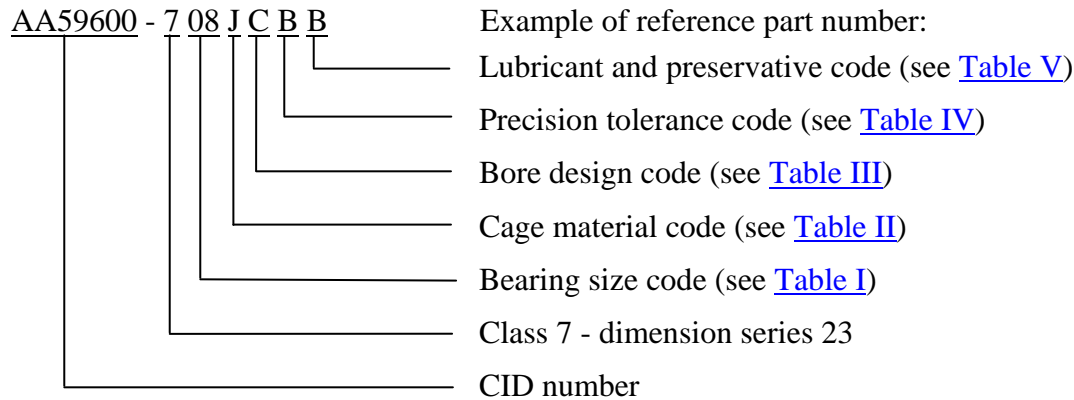 AA59600 - 7 08 J C B B Example of reference part number:
Lubricant and preservative code (see Table V)
Precision tolerance code (see Table IV)
Bore design code (see Table III)
Cage material code (see Table II)
Bearing size code (see Table I)
Class 7 - dimension series 23
CID number